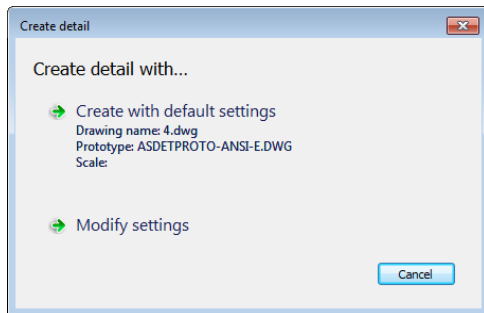 Create detail
Create detail with...
Create with default settings
Drawing name: 4.dwg
Prototype: ASDETPROTO-ANSI-E.DWG
Scale:
Modify settings
Cancel